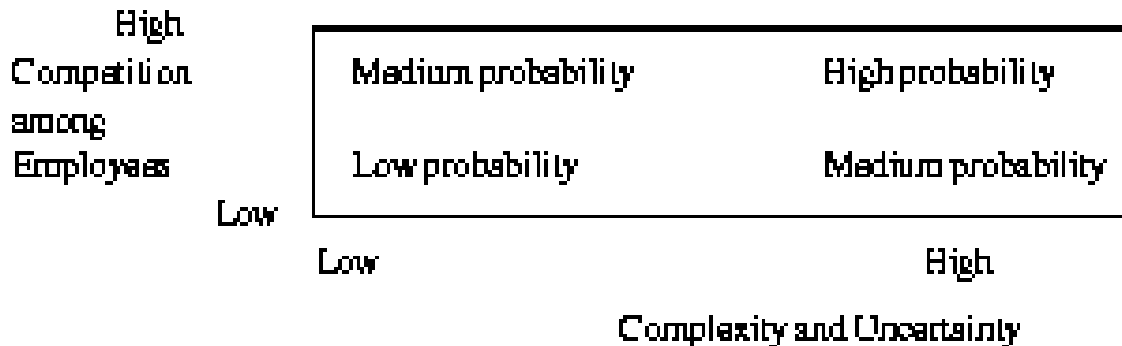 High
Competition
among
Employees
Low
Medium probability High probability
Low probability Medium probability
Low High
Complexity and Uncertainty